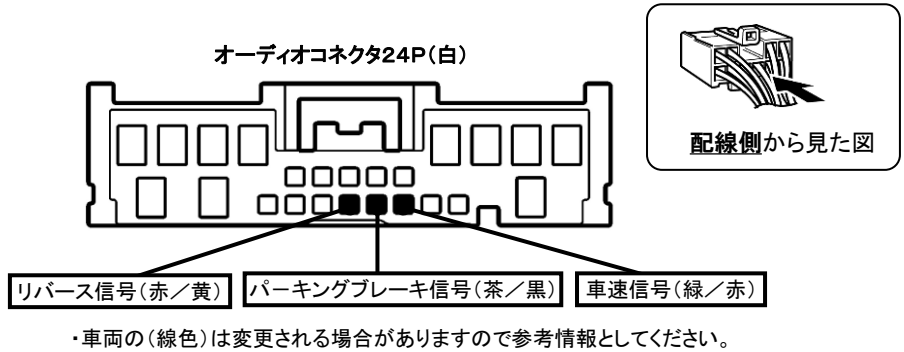 オーディオコネクタ24P(白)
配線側から見た図
リバース信号(赤/黄)
パーキングブレーキ信号(茶/黒)
車速信号(緑/赤)
・車両の(線色)は変更される場合がありますので参考情報としてください。